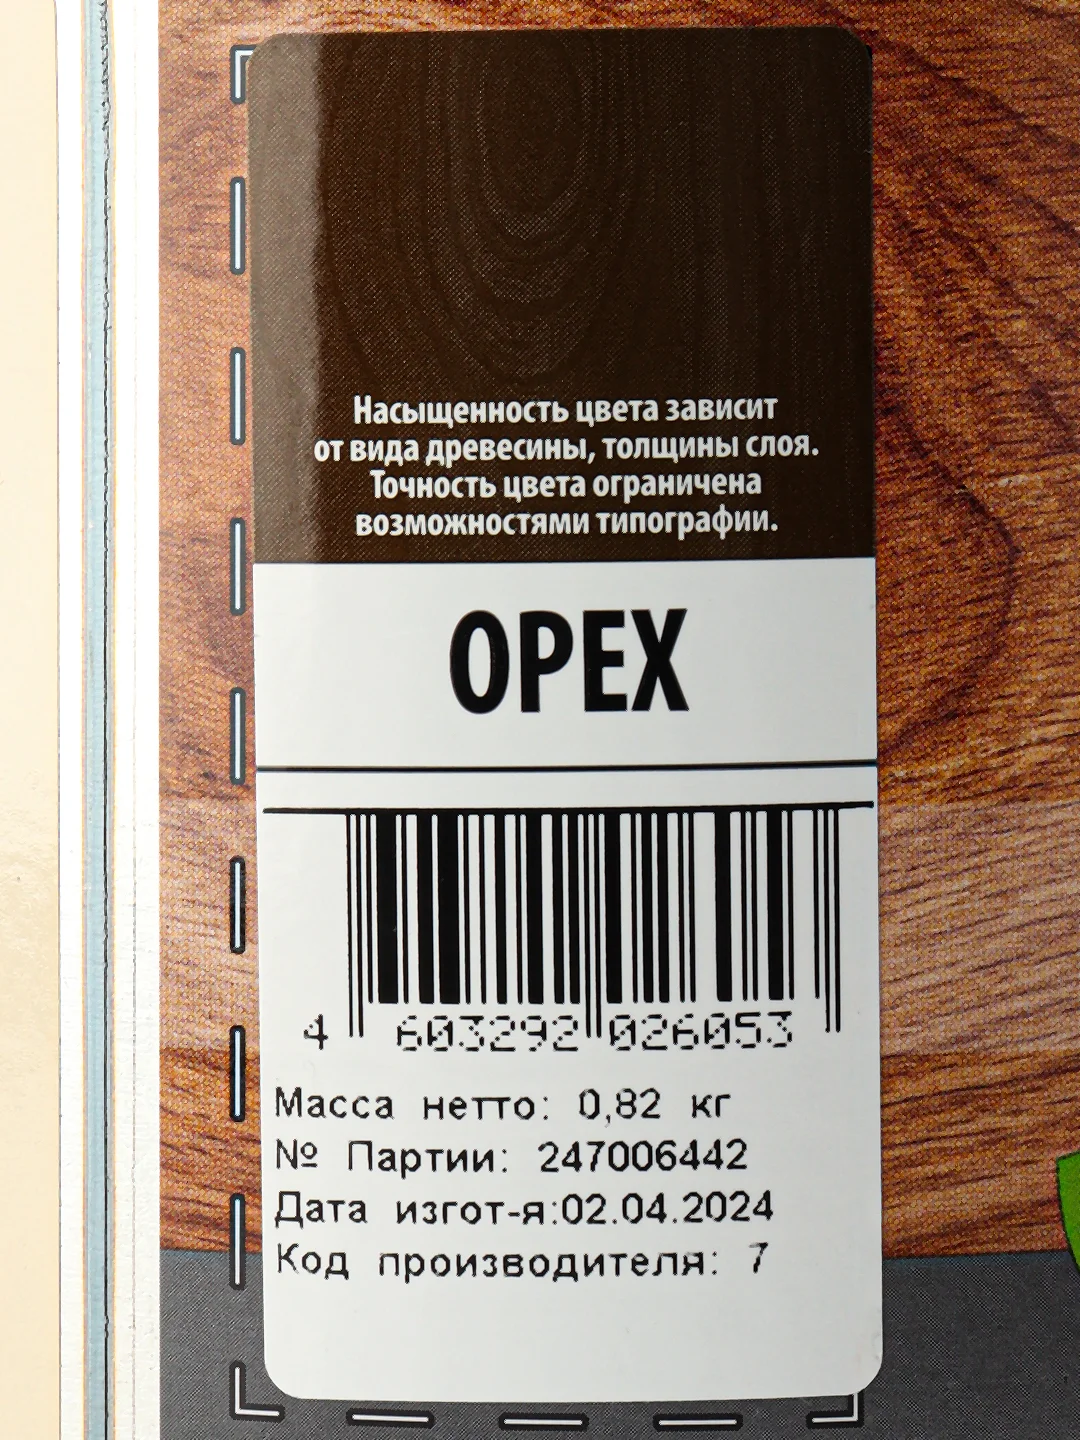 Насыщенность цвета зависит
от вида древесины, толщины слоя.
Точность цвета ограничена
возможностями типографии.
ОРЕХ
4 603292 026053
Масса нетто: 0,82 кг
№ Партии: 247006442
Дата изгот-я:02.04.2024
Код производителя: 7